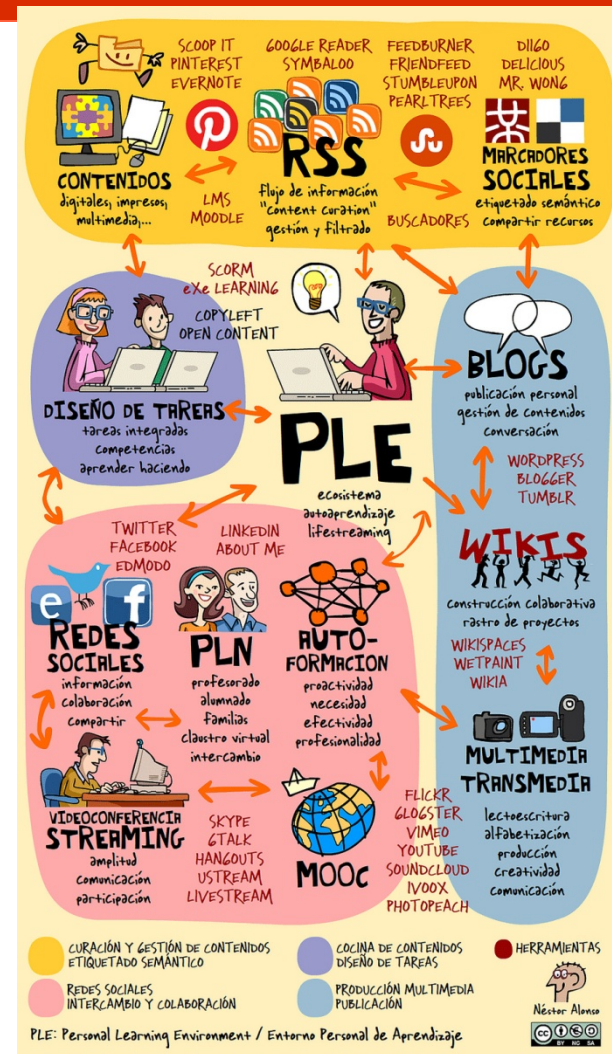 SCOOP IT
PINTEREST
EVERNOTE
GOOGLE READER
SYMBALOO
FEEDBURNER
FRIENDFEED
STUMBLEUPON
PEARLTREES
DIIGO
DELICIOUS
MR. WONG
CONTENIDOS
digitales, impresos,
multimedia,...
LMS
MOODLE
RSS
flujo de información
"content curation"
gestión y filtrado
BUSCADORES
MARCADORES
SOCIALES
etiquetado semántico
compartir recursos
SCORM
eXe LEARNING
COPYLEFT
OPEN CONTENT
DISEÑO DE TAREAS
tareas integradas
competencias
aprender haciendo
PLE
ecosistema
autoaprendizaje
lifestreaming
BLOGS
publicación personal
gestión de contenidos
conversación
WORDPRESS
BLOGGER
TUMBLR
WIKIS
construcción colaborativa
rastro de proyectos
WIKISPACES
WETPAINT
WIKIA
TWITTER
FACEBOOK
EDMODO
LINKEDIN
ABOUT ME
e
f
REDES
SOCIALES
información
colaboración
compartir
PLN
profesorado
alumnado
familias
claustro virtual
intercambio
AUTO-
FORMACION
proactividad
necesidad
efectividad
profesionalidad
MULTIMEDIA
TRANSMEDIA
lectoescritura
alfabetización
producción
creatividad
comunicación
VIDEOCONFERENCIA
STREAMING
amplitud
comunicación
participación
SKYPE
GTALK
HANGOUTS
USTREAM
LIVESTREAM
MOOC
FLICKR
GLOGSTER
VIMEO
YOUTUBE
SOUNDCLOUD
IVOOX
PHOTOPEACH
CURACIÓN Y GESTIÓN DE CONTENIDOS
ETIQUETADO SEMÁNTICO
COCINA DE CONTENIDOS
DISEÑO DE TAREAS
HERRAMIENTAS
REDES SOCIALES
INTERCAMBIO Y COLABORACIÓN
PRODUCCIÓN MULTIMEDIA
PUBLICACIÓN
Néstor Alonso
PLE: Personal Learning Environment / Entorno Personal de Aprendizaje
BY NC SA